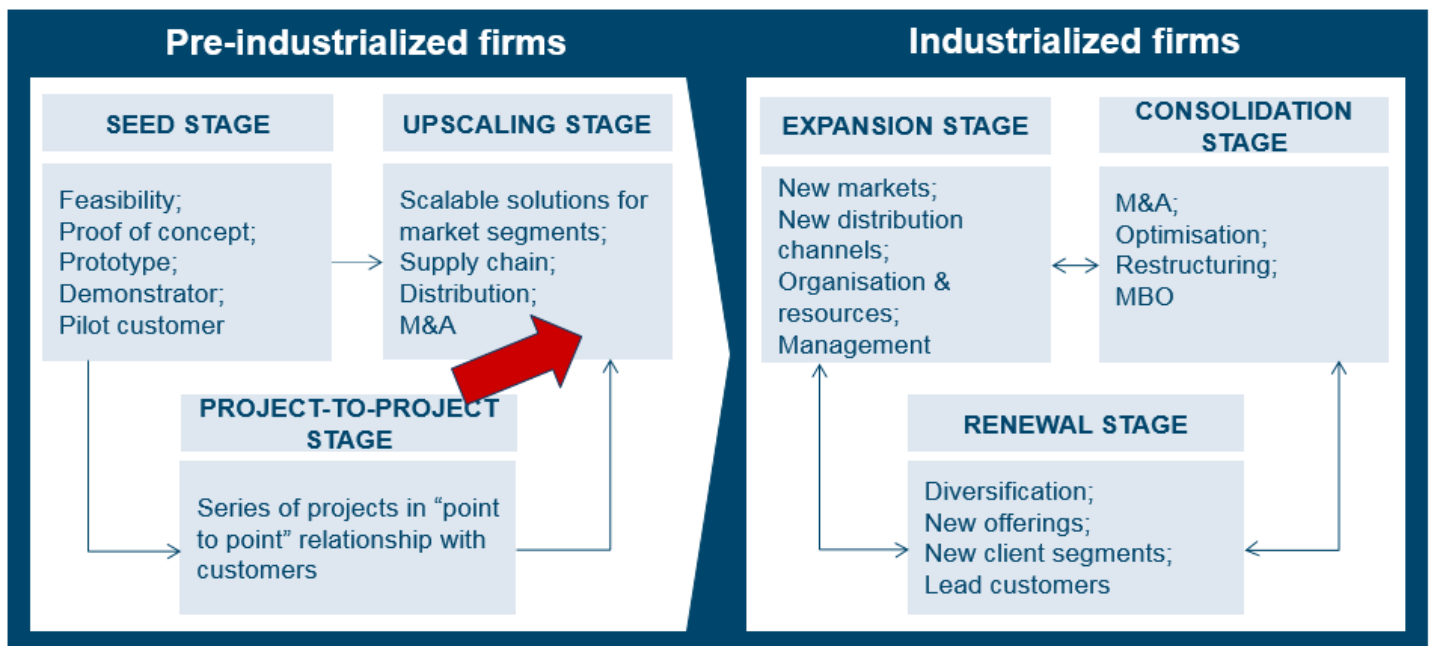 Pre-industrialized firms
SEED STAGE
Feasibility;
Proof of concept;
Prototype;
Demonstrator;
Pilot customer
UPSCALING STAGE
Scalable solutions for
market segments;
Supply chain;
Distribution;
M&A
PROJECT-TO-PROJECT
STAGE
Series of projects in “point
to point” relationship with
customers
Industrialized firms
EXPANSION STAGE
New markets;
New distribution
channels;
Organisation &
resources;
Management
CONSOLIDATION
STAGE
M&A;
Optimisation;
Restructuring;
MBO
RENEWAL STAGE
Diversification;
New offerings;
New client segments;
Lead customers